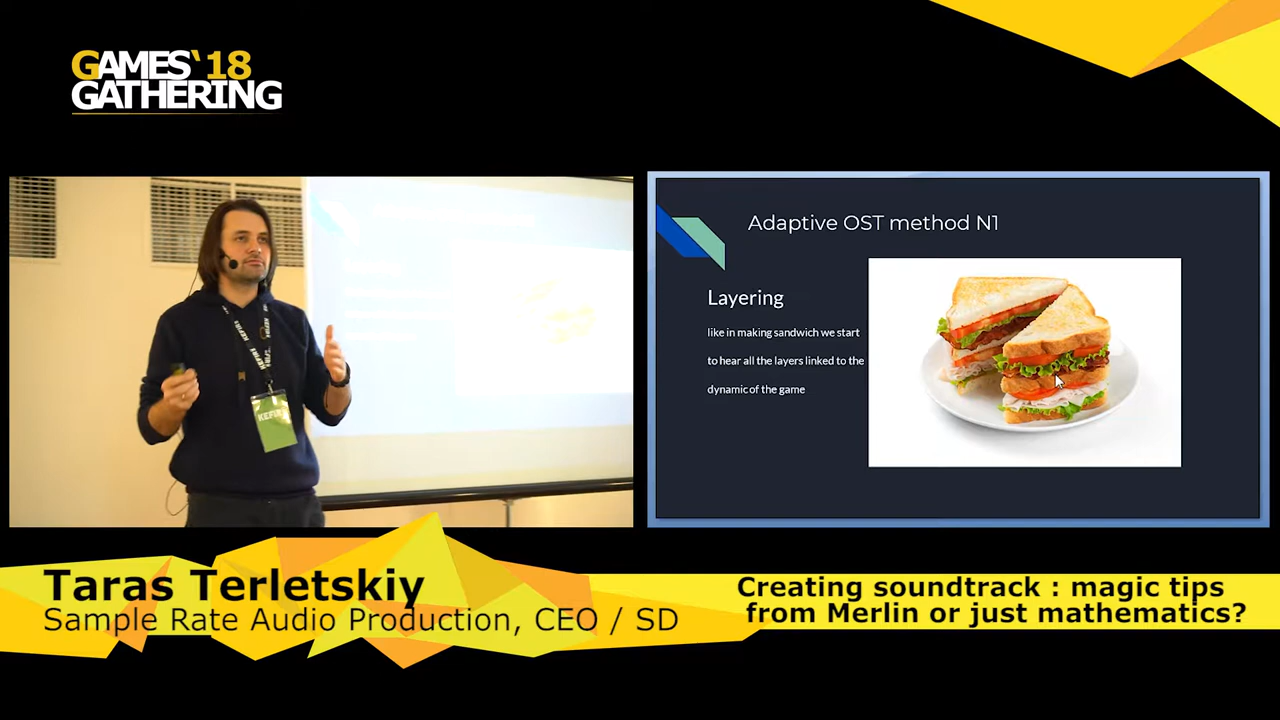 GAMES'18
GATHERING
KEFIR!
Adaptive OST method N1
Layering
like in making sandwich we start
to hear all the layers linked to the
dynamic of the game
Taras Terletskiy
Sample Rate Audio Production, CEO / SD
Creating soundtrack : magic tips
from Merlin or just mathematics?